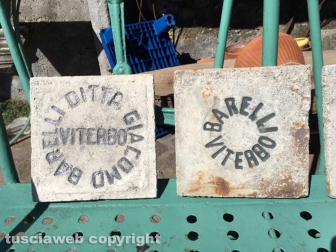 DITTA GIACOMO BARELLI
VITERBO
BARELLI
VITERBO
tusciaweb copyright